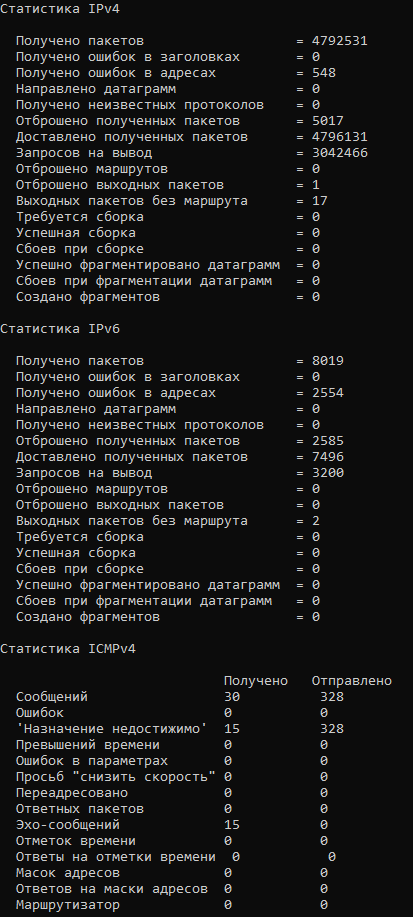 Статистика IPv4
Получено пакетов = 4792531
Получено ошибок в заголовках = 0
Получено ошибок в адресах = 548
Направлено датаграмм = 0
Получено неизвестных протоколов = 0
Отброшено полученных пакетов = 5017
Доставлено полученных пакетов = 4796131
Запросов на вывод = 3042466
Отброшено маршрутов = 0
Отброшено выходных пакетов = 1
Выходных пакетов без маршрута = 17
Требуется сборка = 0
Успешная сборка = 0
Сбоев при сборке = 0
Успешно фрагментировано датаграмм = 0
Сбоев при фрагментации датаграмм = 0
Создано фрагментов = 0
Статистика IPv6
Получено пакетов = 8019
Получено ошибок в заголовках = 0
Получено ошибок в адресах = 2554
Направлено датаграмм = 0
Получено неизвестных протоколов = 0
Отброшено полученных пакетов = 2585
Доставлено полученных пакетов = 7496
Запросов на вывод = 3200
Отброшено маршрутов = 0
Отброшено выходных пакетов = 0
Выходных пакетов без маршрута = 2
Требуется сборка = 0
Успешная сборка = 0
Сбоев при сборке = 0
Успешно фрагментировано датаграмм = 0
Сбоев при фрагментации датаграмм = 0
Создано фрагментов = 0
Статистика ICMPv4
Получено Отправлено
Сообщений 30 328
Ошибок 0 0
'Назначение недостижимо' 15 328
Превышений времени 0 0
Ошибок в параметрах 0 0
Просьб "снизить скорость" 0 0
Переадресовано 0 0
Ответных пакетов 0 0
Эхо-сообщений 15 0
Отметок времени 0 0
Ответы на отметки времени 0 0
Масок адресов 0 0
Ответов на маски адресов 0 0
Маршрутизатор 0 0